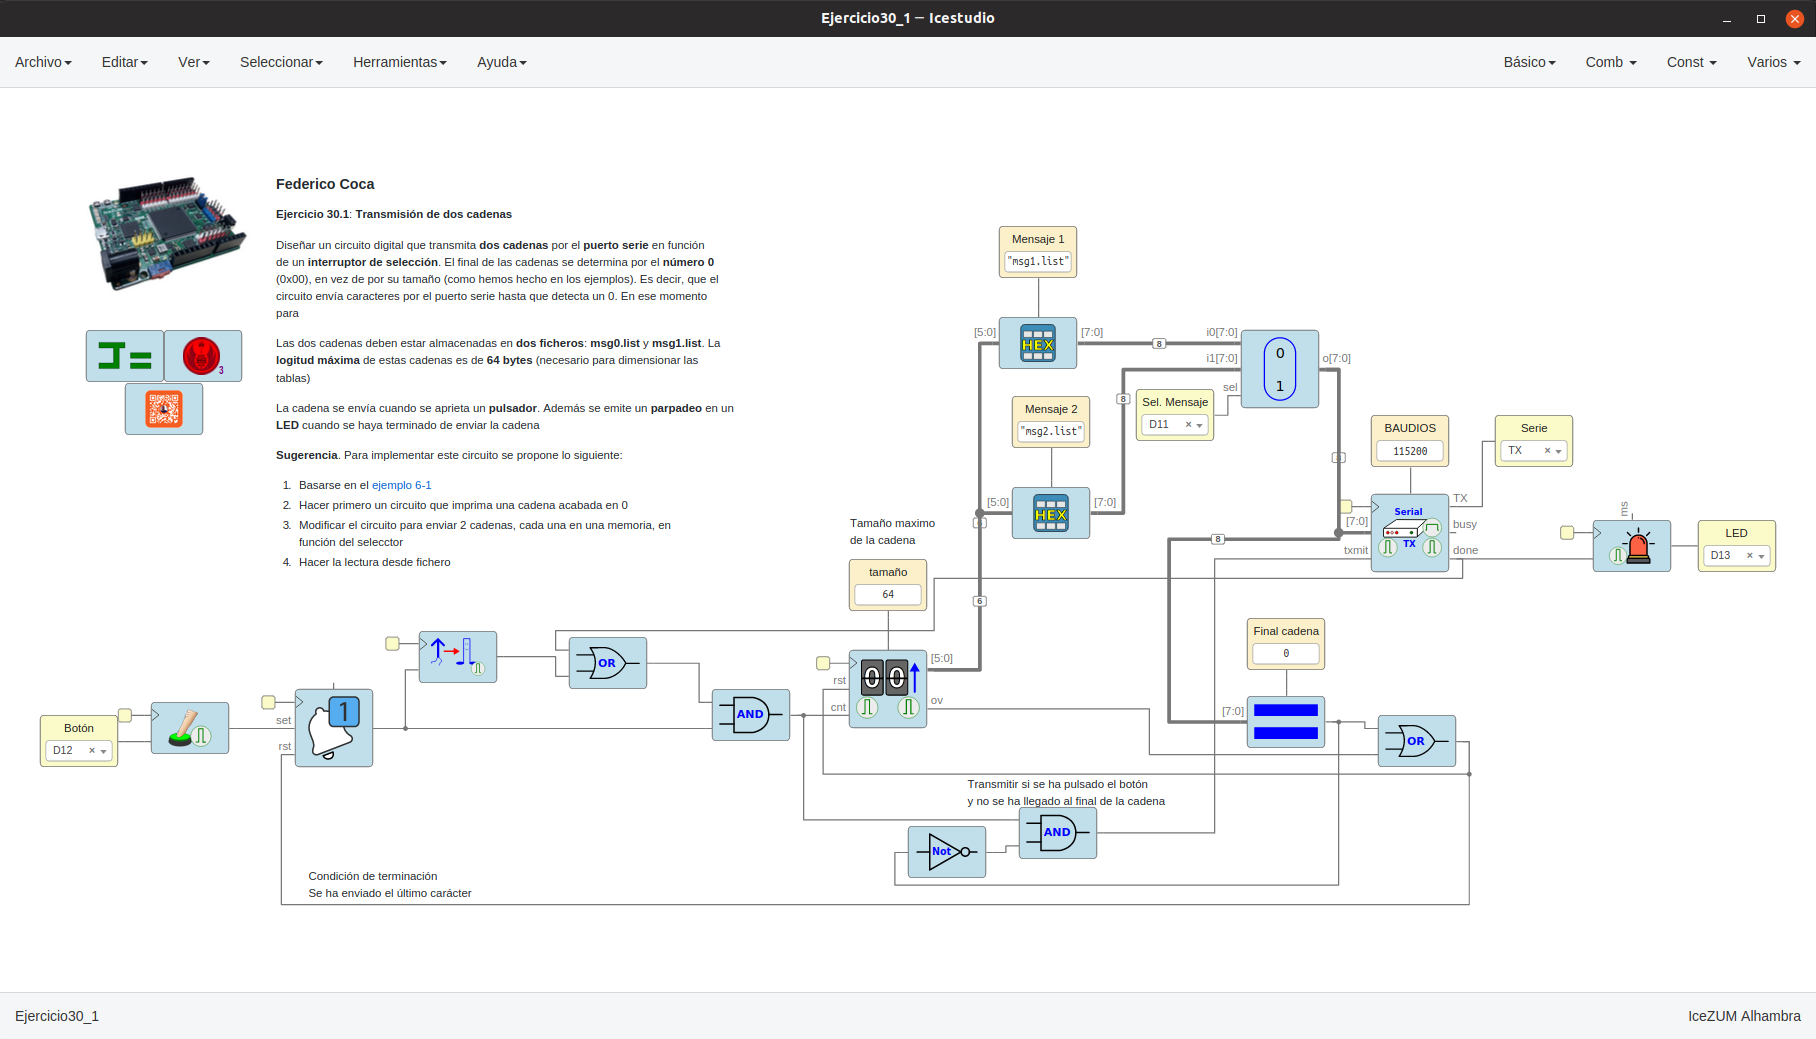 Ejercicio30_1 — Icestudio
Archivo Editar Ver Seleccionar Herramientas Ayuda Básico Comb Const Varios
Federico Coca
Ejercicio 30.1: Transmisión de dos cadenas
Diseñar un circuito digital que transmita dos cadenas por el puerto serie en función
de un interruptor de selección. El final de las cadenas se determina por el número 0
(0x00), en vez de por su tamaño (como hemos hecho en los ejemplos). Es decir, que el
circuito envía caracteres por el puerto serie hasta que detecta un 0. En ese momento
para
Las dos cadenas deben estar almacenadas en dos ficheros: msg0.list y msg1.list. La
logitud máxima de estas cadenas es de 64 bytes (necesario para dimensionar las
tablas)
La cadena se envía cuando se aprieta un pulsador. Además se emite un parpadeo en un
LED cuando se haya terminado de enviar la cadena
Sugerencia. Para implementar este circuito se propone lo siguiente:
1. Basarse en el ejemplo 6-1
2. Hacer primero un circuito que imprima una cadena acabada en 0
3. Modificar el circuito para enviar 2 cadenas, cada una en una memoria, en
función del selecctor
4. Hacer la lectura desde fichero
3
Mensaje 1
"msg1.list"
[5:0]
HEX
[7:0]
8
i0[7:0]
i1[7:0]
sel
0
1
o[7:0]
Mensaje 2
"msg2.list"
[5:0]
HEX
[7:0]
8
Sel. Mensaje
D11
BAUDIOS
115200
Serie
TX
[7:0]
txmit
Serial
TX
TX
busy
done
ms
LED
D13
8
6
Tamaño maximo
de la cadena
tamaño
64
rst
cnt
00
[5:0]
ov
Final cadena
0
[7:0]
OR
OR
AND
Botón
D12
set
rst
1
Transmitir si se ha pulsado el botón
y no se ha llegado al final de la cadena
AND
Not
Condición de terminación
Se ha enviado el último carácter
Ejercicio30_1
IceZUM Alhambra